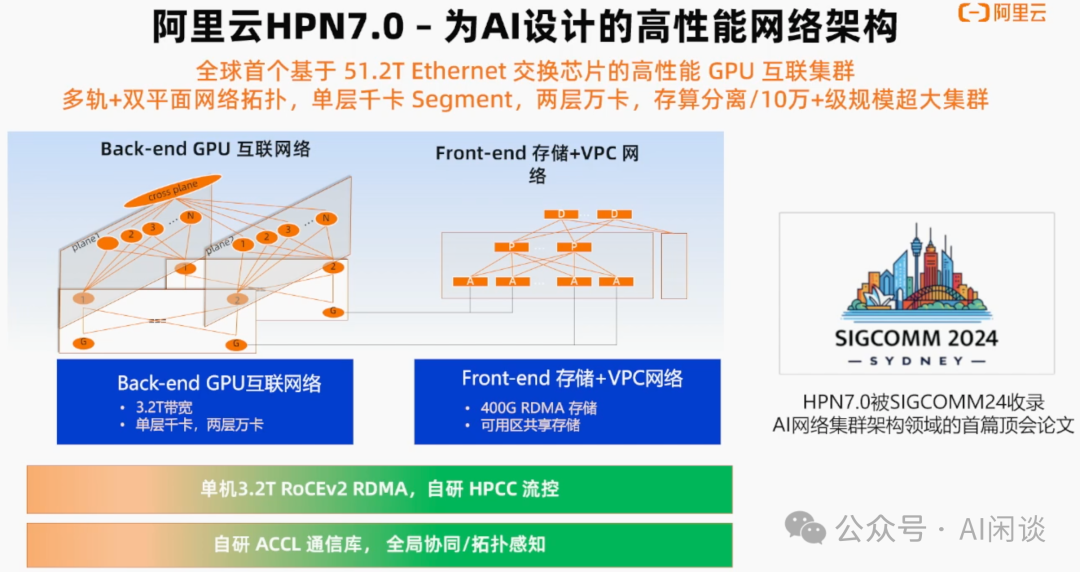 阿里云HPN7.0 – 为AI设计的高性能网络架构
阿里云
全球首个基于 51.2T Ethernet 交换芯片的高性能 GPU 互联集群
多轨+双平面网络拓扑，单层千卡 Segment，两层万卡，存算分离/10万+级规模超大集群
Back-end GPU 互联网络
cross plane
plane1
2
3
...
N
plane2
1
2
3
...
N
1
2
1
2
G
G
G
Front-end 存储+VPC 网
络
D
...
D
P
...
P
A
A
A
A
Back-end GPU互联网络
• 3.2T带宽
• 单层千卡，两层万卡
Front-end 存储+VPC网络
• 400G RDMA 存储
• 可用区共享存储
SIGCOMM 2024
— SYDNEY —
HPN7.0被SIGCOMM24收录
AI网络集群架构领域的首篇顶会论文
单机3.2T RoCEv2 RDMA，自研 HPCC 流控
自研 ACCL 通信库， 全局协同/拓扑感知
公众号 · AI闲谈